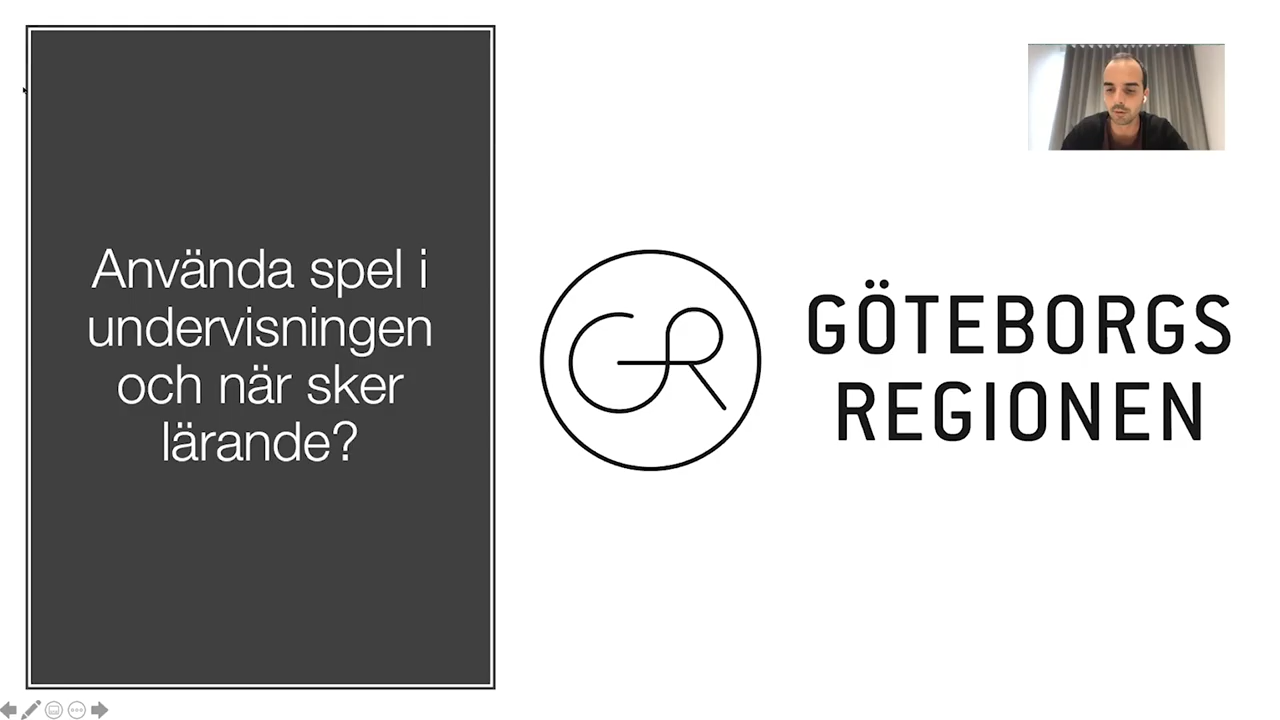 Använda spel i
undervisningen
och när sker
lärande?
GR
GÖTEBORGS
REGIONEN